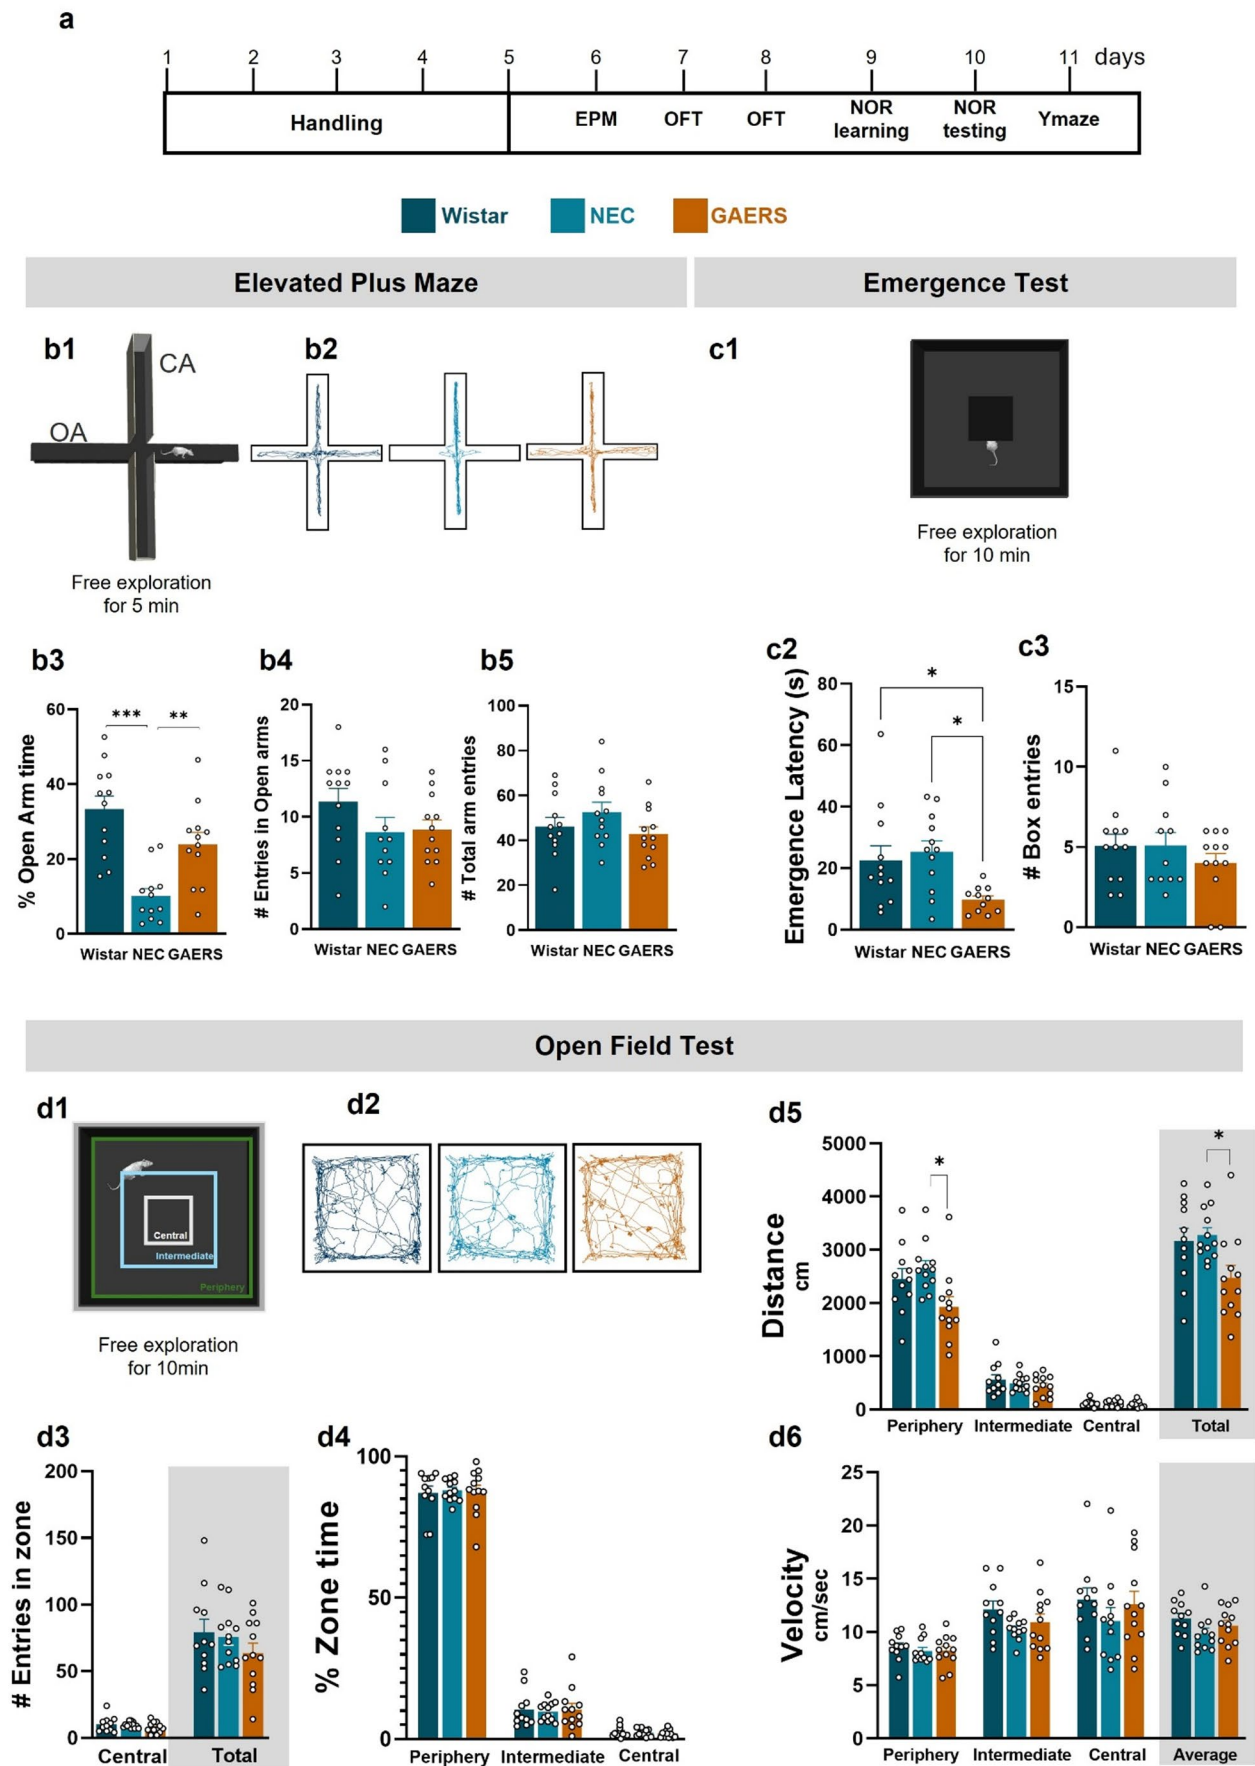 a
1 2 3 4 5 6 7 8 9 10 11 days
Handling EPM OFT OFT NOR learning NOR testing Ymaze
Wistar NEC GAERS
Elevated Plus Maze
Emergence Test
b1
CA
OA
Free exploration
for 5 min
b2
c1
Free exploration
for 10 min
b3
% Open Arm time
60
40
20
0
*** **
Wistar NEC GAERS
b4
# Entries in Open arms
20
15
10
5
0
Wistar NEC GAERS
b5
# Total arm entries
100
80
60
40
20
0
Wistar NEC GAERS
c2
Emergence Latency (s)
80
60
40
20
0
*
*
Wistar NEC GAERS
c3
# Box entries
15
10
5
0
Wistar NEC GAERS
Open Field Test
d1
Central
Intermediate
Periphery
Free exploration
for 10min
d2
d5
Distance
cm
5000
4000
3000
2000
1000
0
*
*
Periphery Intermediate Central Total
d3
# Entries in zone
200
150
100
50
0
Central Total
d4
% Zone time
100
50
0
Periphery Intermediate Central
d6
Velocity
cm/sec
25
20
15
10
5
0
Periphery Intermediate Central Average